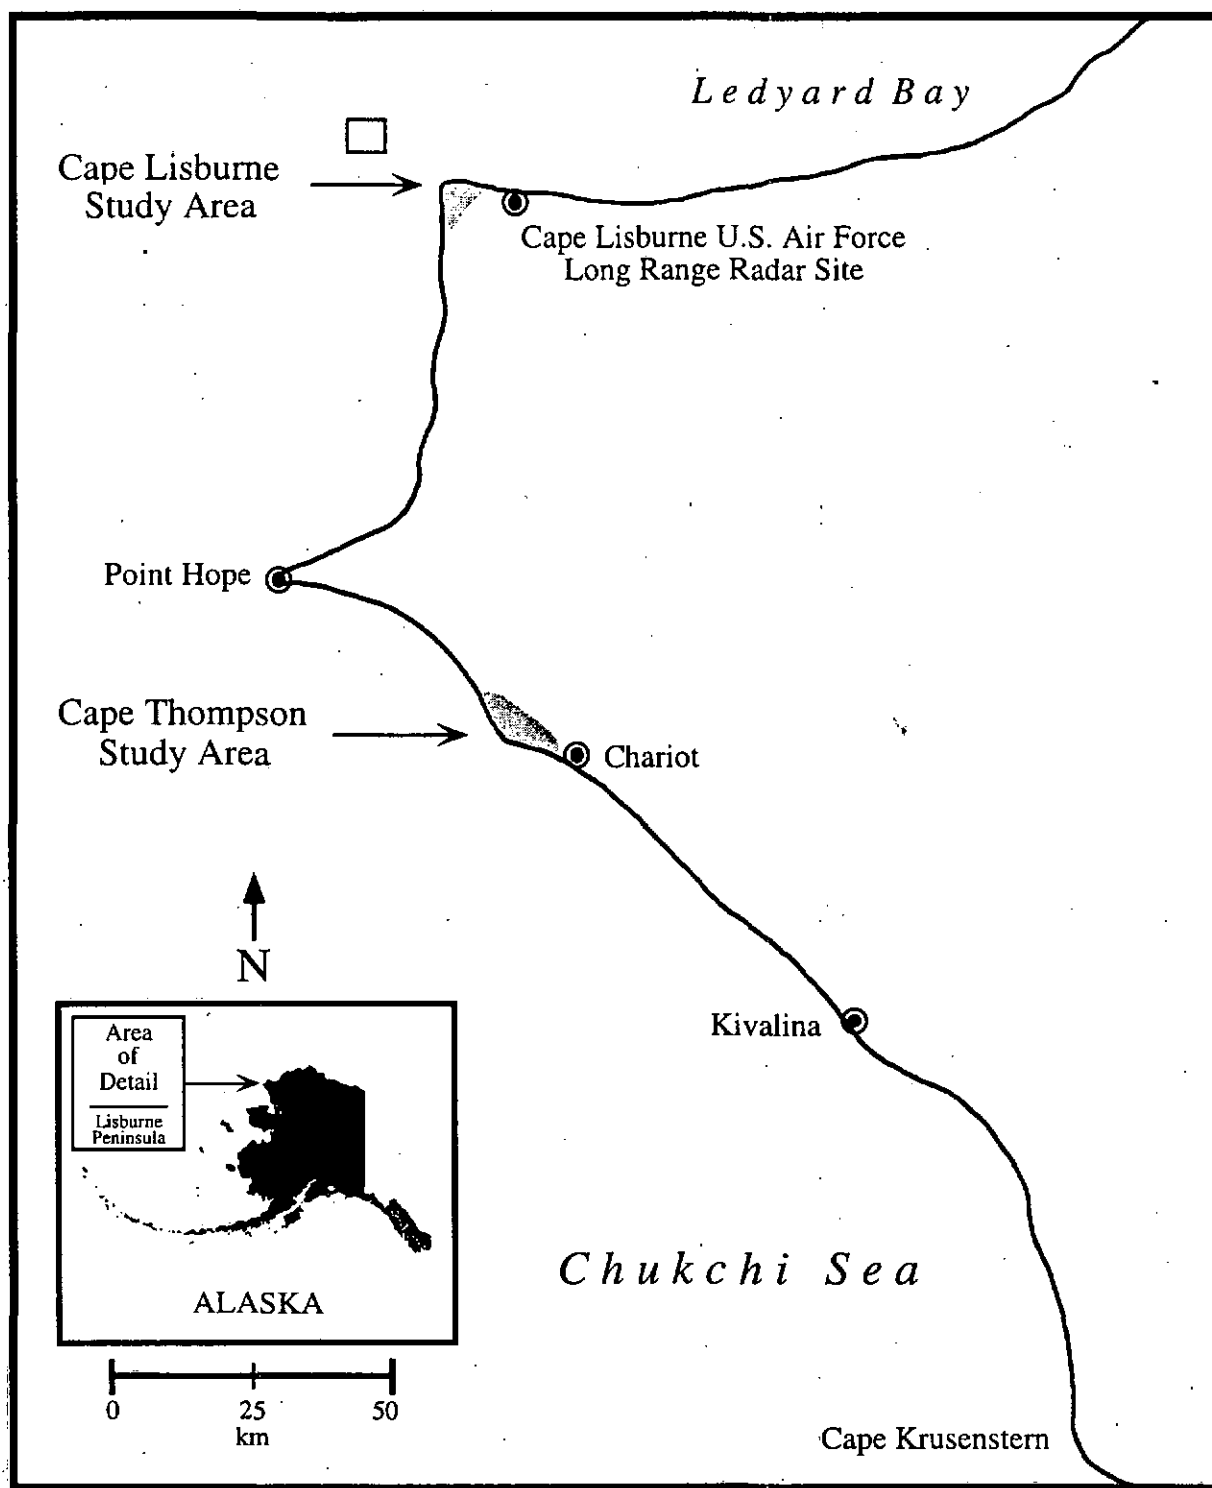 Ledyard Bay
Cape Lisburne
Study Area
Cape Lisburne U.S. Air Force
Long Range Radar Site
Point Hope
Cape Thompson
Study Area
Chariot
N
Kivalina
Area
of
Detail
Lisburne
Peninsula
ALASKA
Chukchi Sea
0 25 50
km
Cape Krusenstern